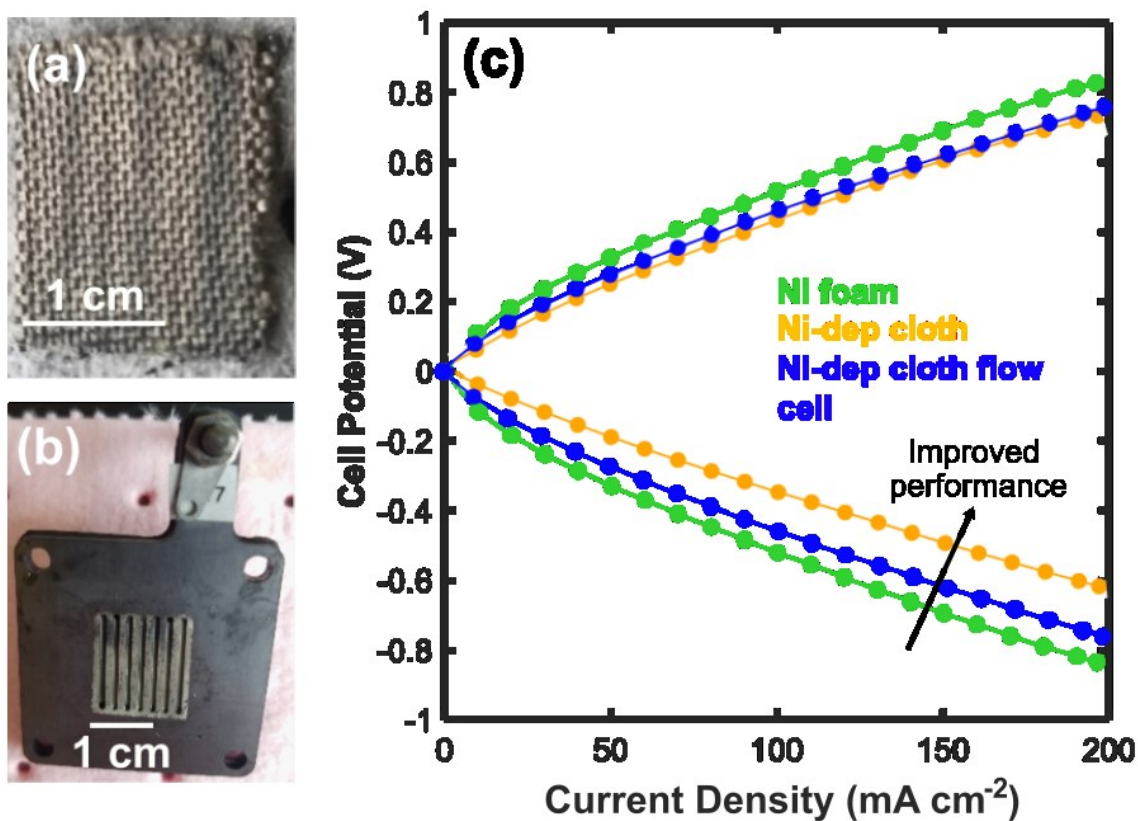 (a)
1 cm
(b)
7
1 cm
(c)
Cell Potential (V)
1
0.8
0.6
0.4
0.2
0
-0.2
-0.4
-0.6
-0.8
-1
Ni foam
Ni-dep cloth
Ni-dep cloth flow
cell
Improved
performance
0
50
100
150
200
Current Density (mA cm⁻²)